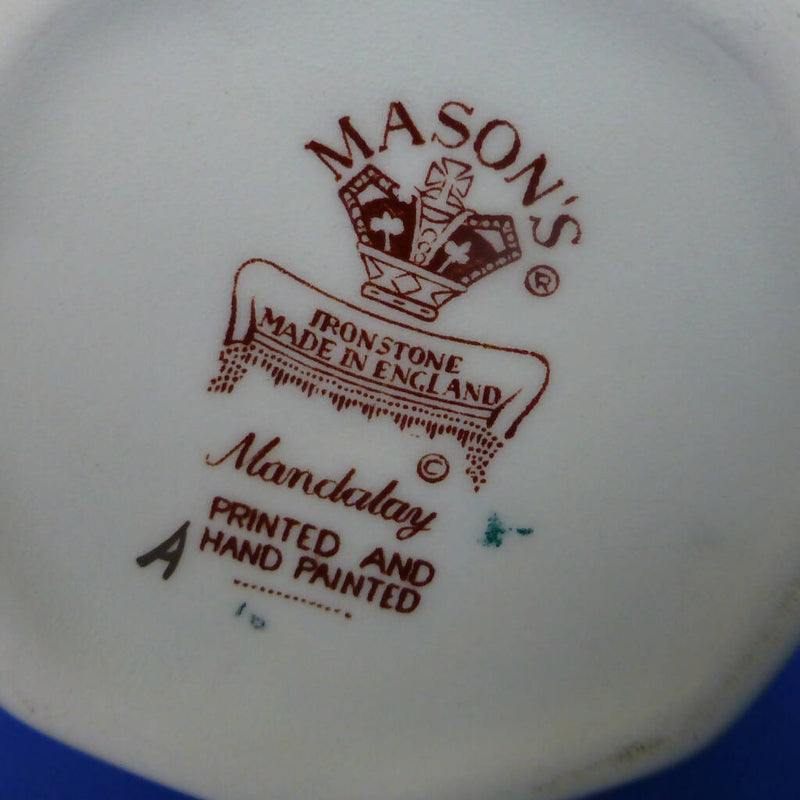 MASON'S
®
IRONSTONE
MADE IN ENGLAND
©
Mandalay
PRINTED AND
HAND PAINTED
A